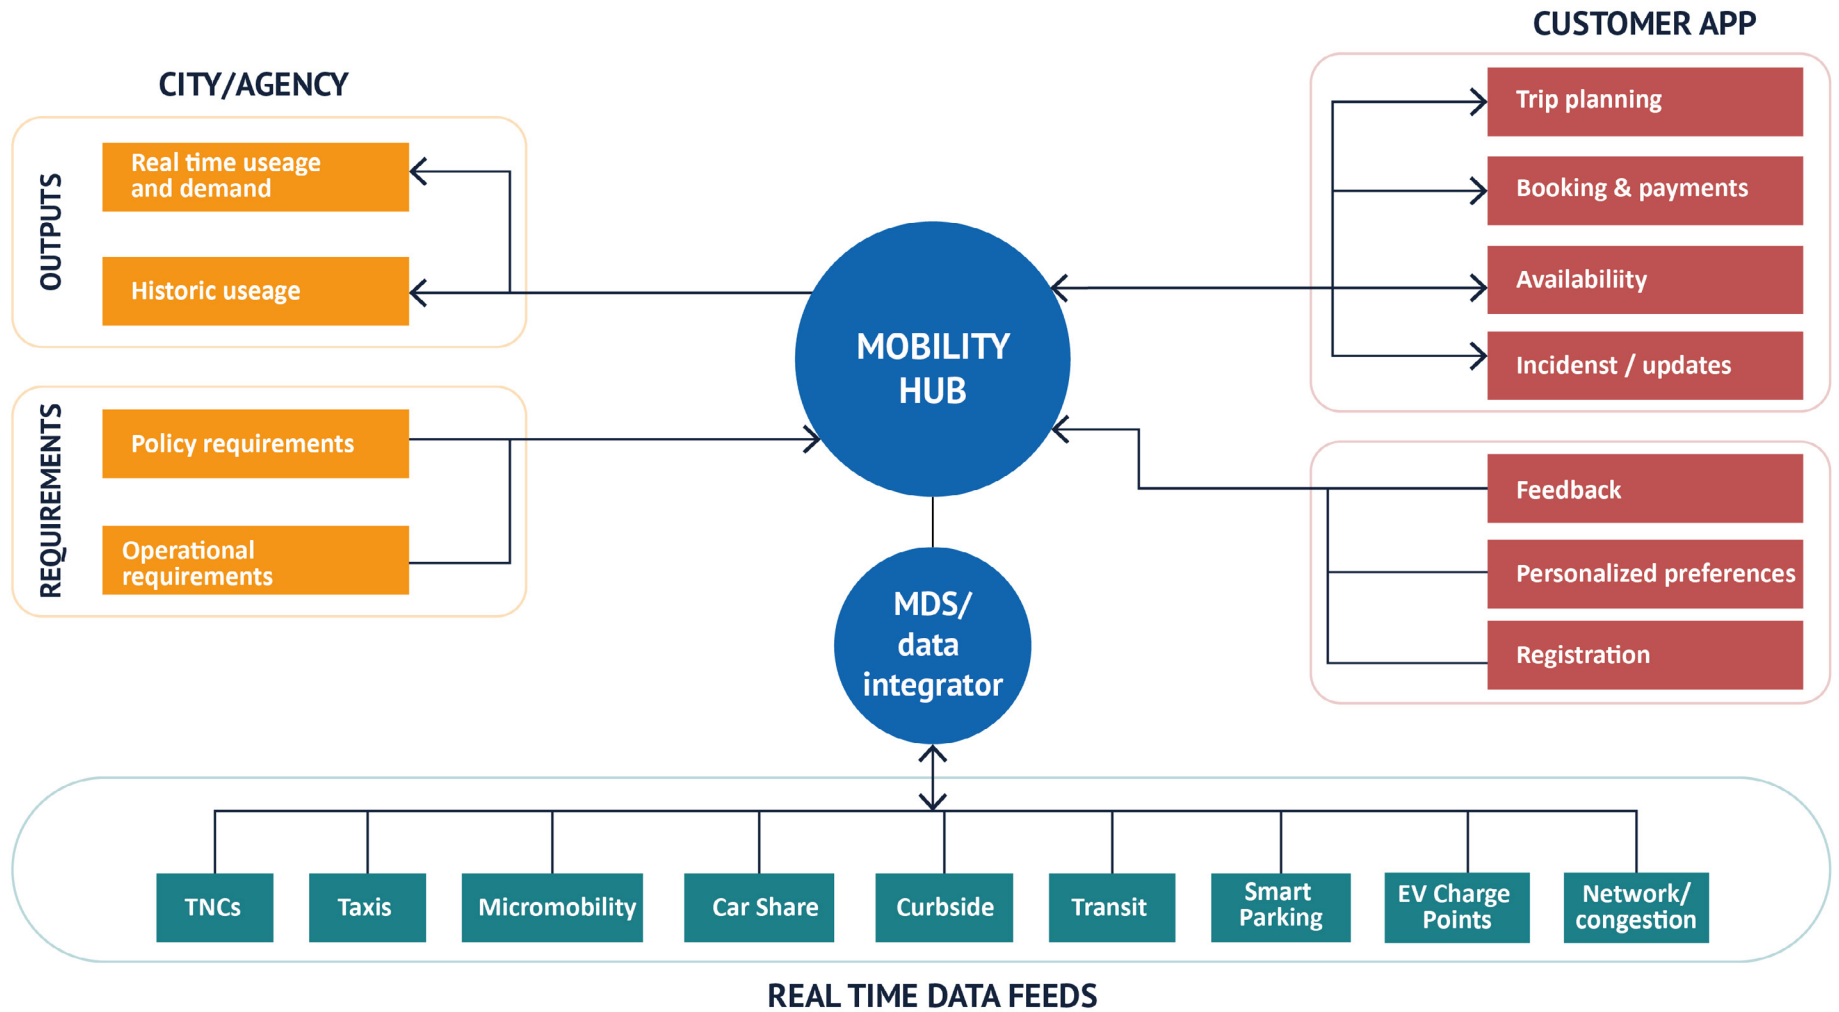 CUSTOMER APP
CITY/AGENCY
OUTPUTS
Real time useage
and demand
Historic useage
REQUIREMENTS
Policy requirements
Operational
requirements
MOBILITY
HUB
MDS/
data
integrator
Trip planning
Booking & payments
Availabiliity
Incidenst / updates
Feedback
Personalized preferences
Registration
TNCs
Taxis
Micromobility
Car Share
Curbside
Transit
Smart
Parking
EV Charge
Points
Network/
congestion
REAL TIME DATA FEEDS